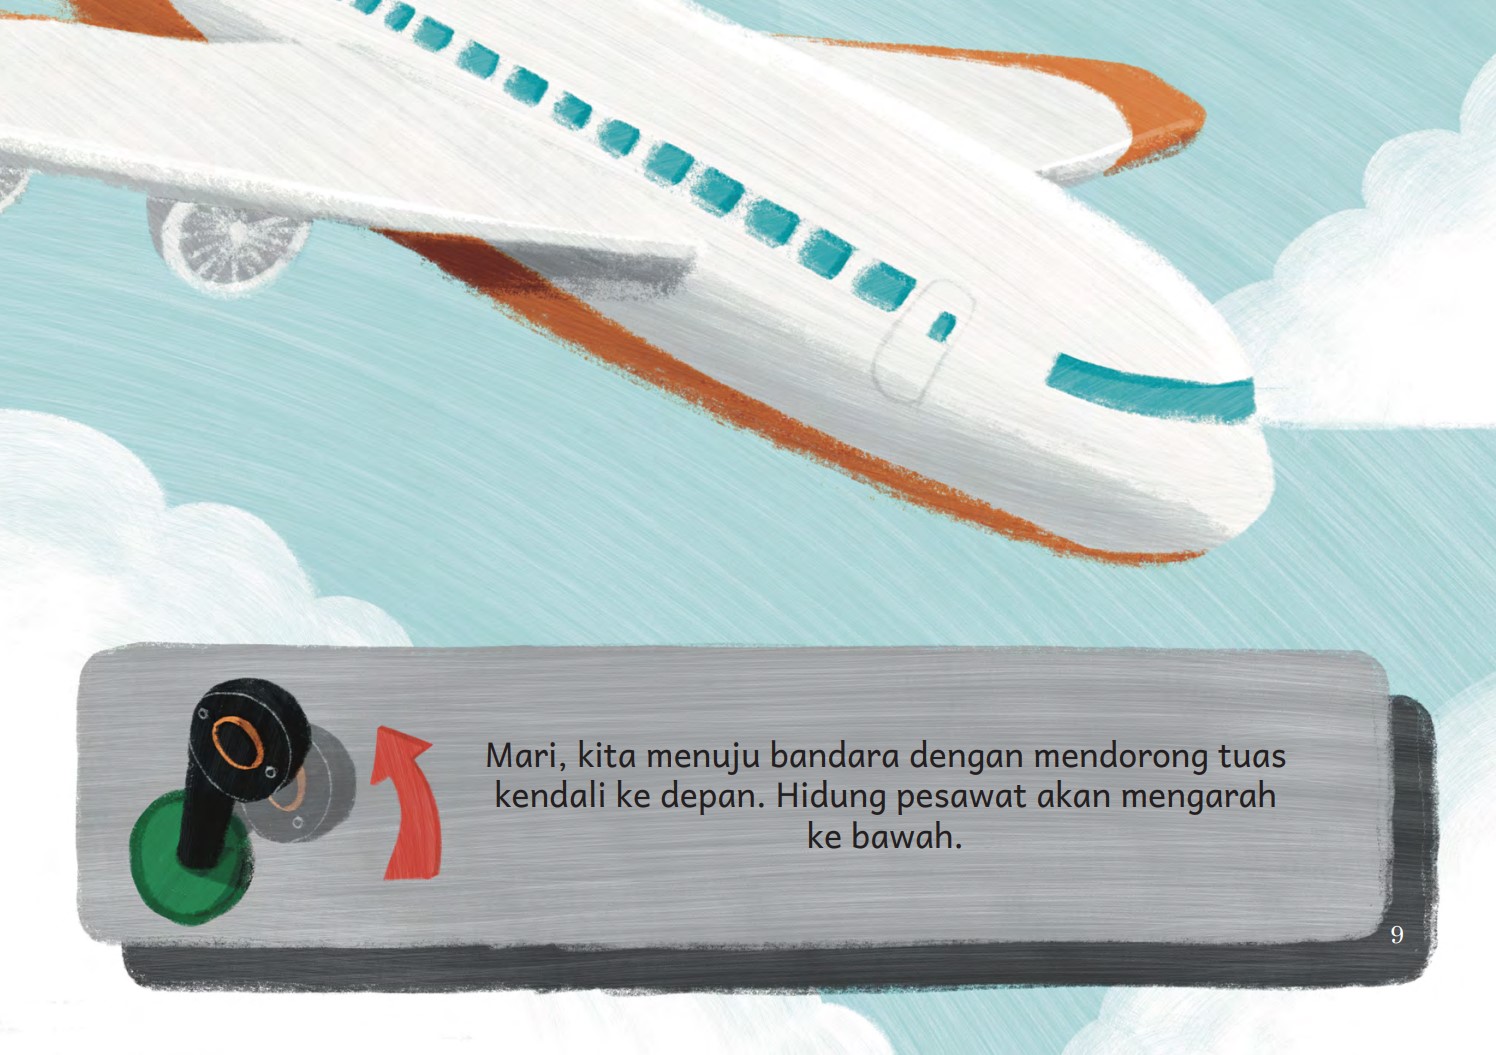 Mari, kita menuju bandara dengan mendorong tuas
kendali ke depan. Hidung pesawat akan mengarah
ke bawah.
9